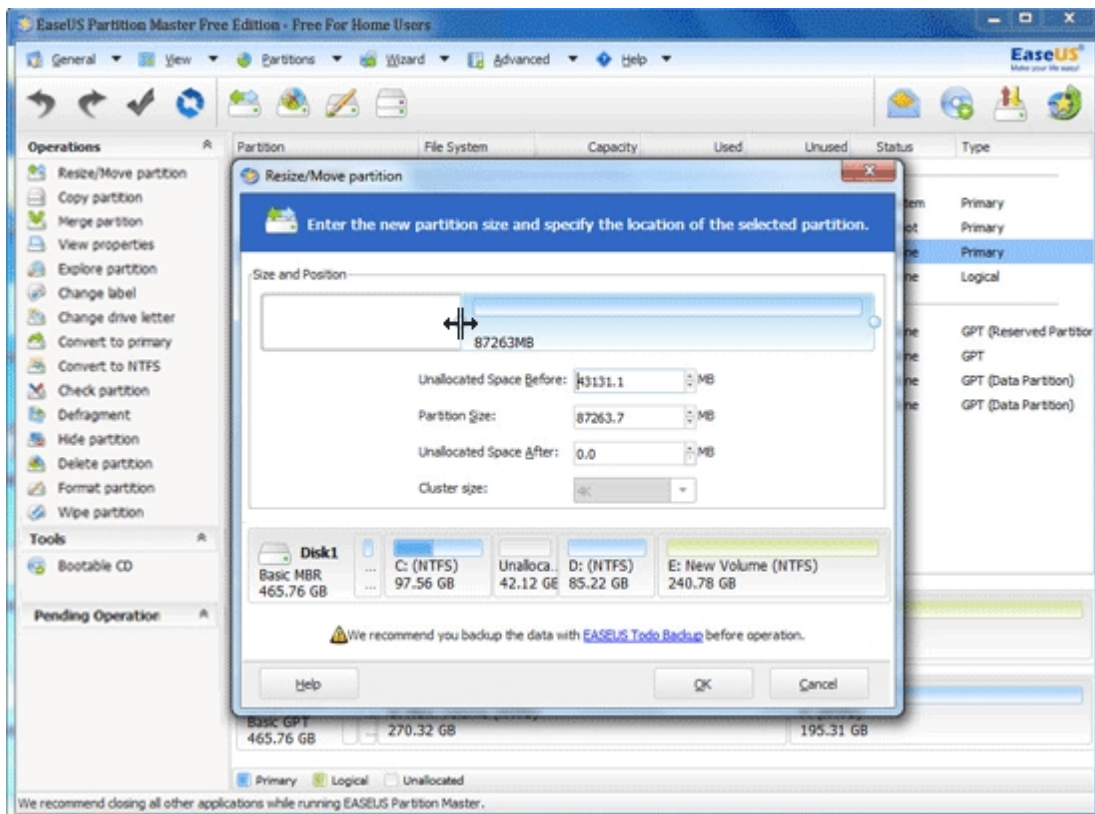 EaseUS Partition Master Free Edition - Free For Home Users
General View Partitions Wizard Advanced Help
EaseUS
Make your life easy!
Operations
Partition File System Capacity Used Unused Status Type
Resize/Move partition
Copy partition
Merge partition
View properties
Explore partition
Change label
Change drive letter
Convert to primary
Convert to NTFS
Check partition
Defragment
Hide partition
Delete partition
Format partition
Wipe partition
Tools
Bootable CD
Pending Operation
Resize/Move partition
Enter the new partition size and specify the location of the selected partition.
Size and Position
87263MB
Unallocated Space Before: 43131.1 MB
Partition Size: 87263.7 MB
Unallocated Space After: 0.0 MB
Cluster size: 4K
Disk1
Basic MBR
465.76 GB
...
...
C: (NTFS)
97.56 GB
Unalloca..
42.12 GB
D: (NTFS)
85.22 GB
E: New Volume (NTFS)
240.78 GB
We recommend you backup the data with EASEUS Todo Backup before operation.
Help OK Cancel
Primary
Primary
Primary
Logical
GPT (Reserved Partition
GPT
GPT (Data Partition)
GPT (Data Partition)
Basic GPT
465.76 GB
...
270.32 GB
195.31 GB
Primary Logical Unallocated
We recommend closing all other applications while running EASEUS Partition Master.